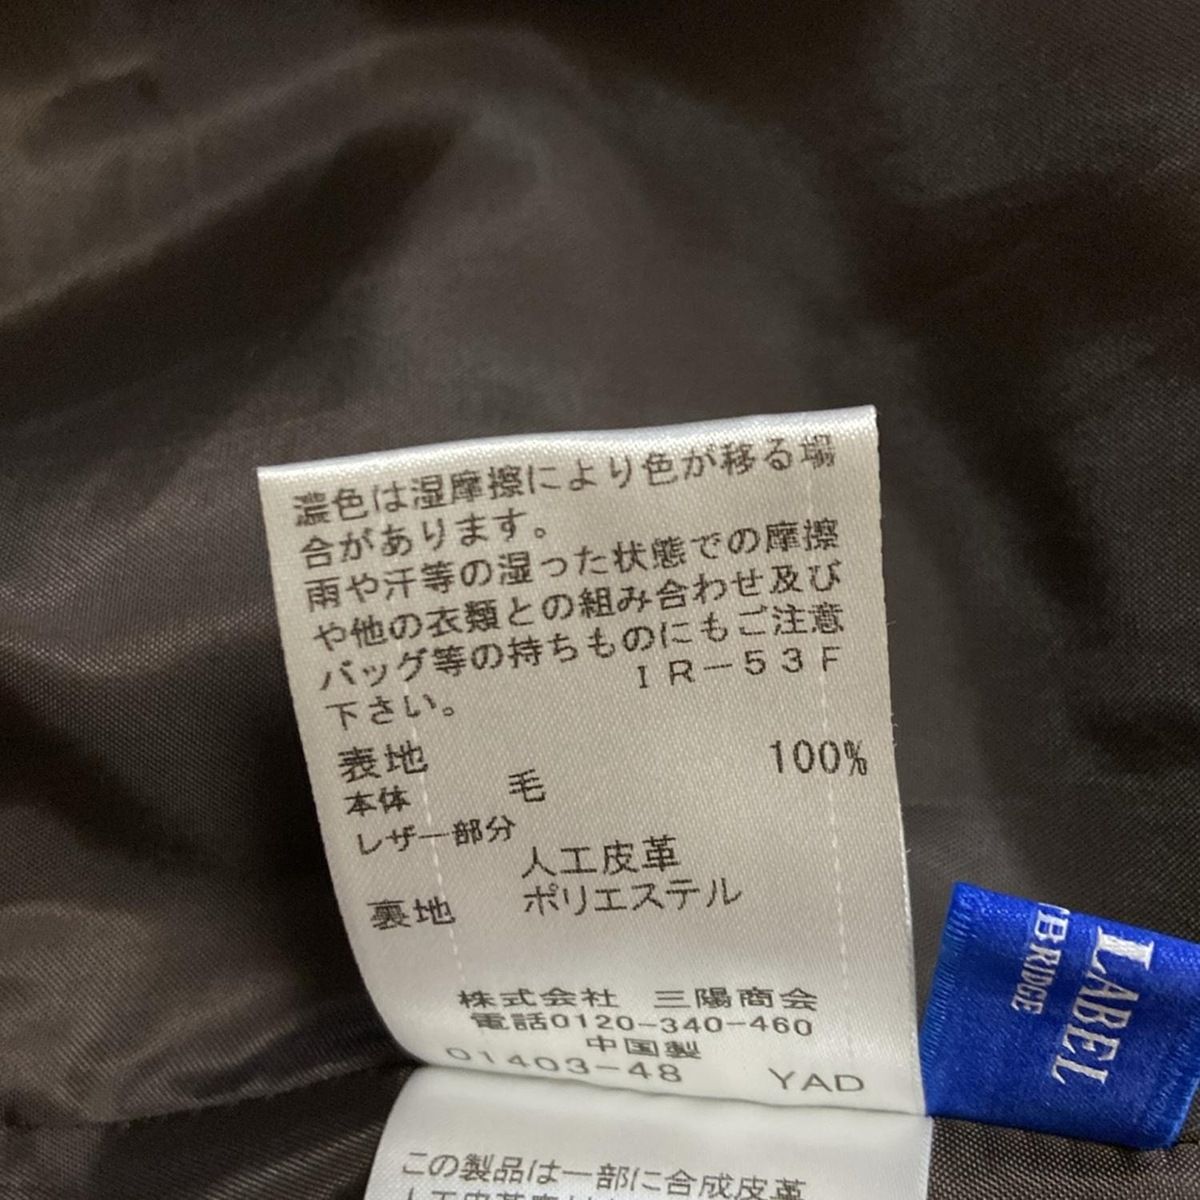 濃色は湿摩擦により色が移る場
合があります。
雨や汗等の湿った状態での摩擦
や他の衣類との組み合わせ及び
バッグ等の持ちものにもご注意
下さい。 IR-53F
表地
本体 毛 100%
レザー部分
人工皮革
裏地 ポリエステル
株式会社 三陽商会
電話0120-340-460
中国製
01403-48 YAD
この製品は一部に合成皮革
LABEL
BRIDGE